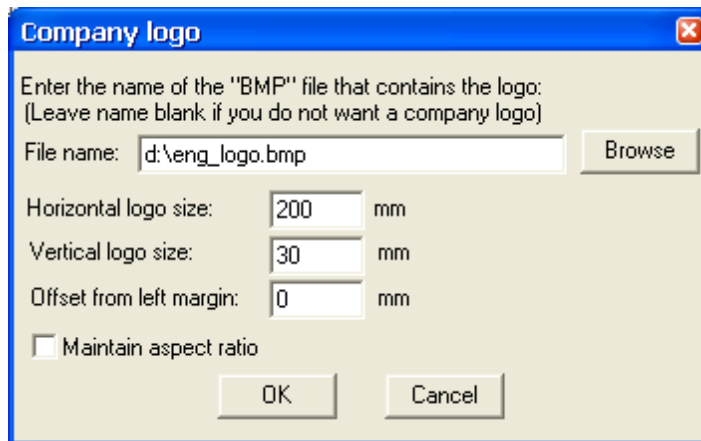 Company logo
Enter the name of the "BMP" file that contains the logo:
(Leave name blank if you do not want a company logo)
File name: d:\eng_logo.bmp Browse
Horizontal logo size: 200 mm
Vertical logo size: 30 mm
Offset from left margin: 0 mm
Maintain aspect ratio
OK Cancel